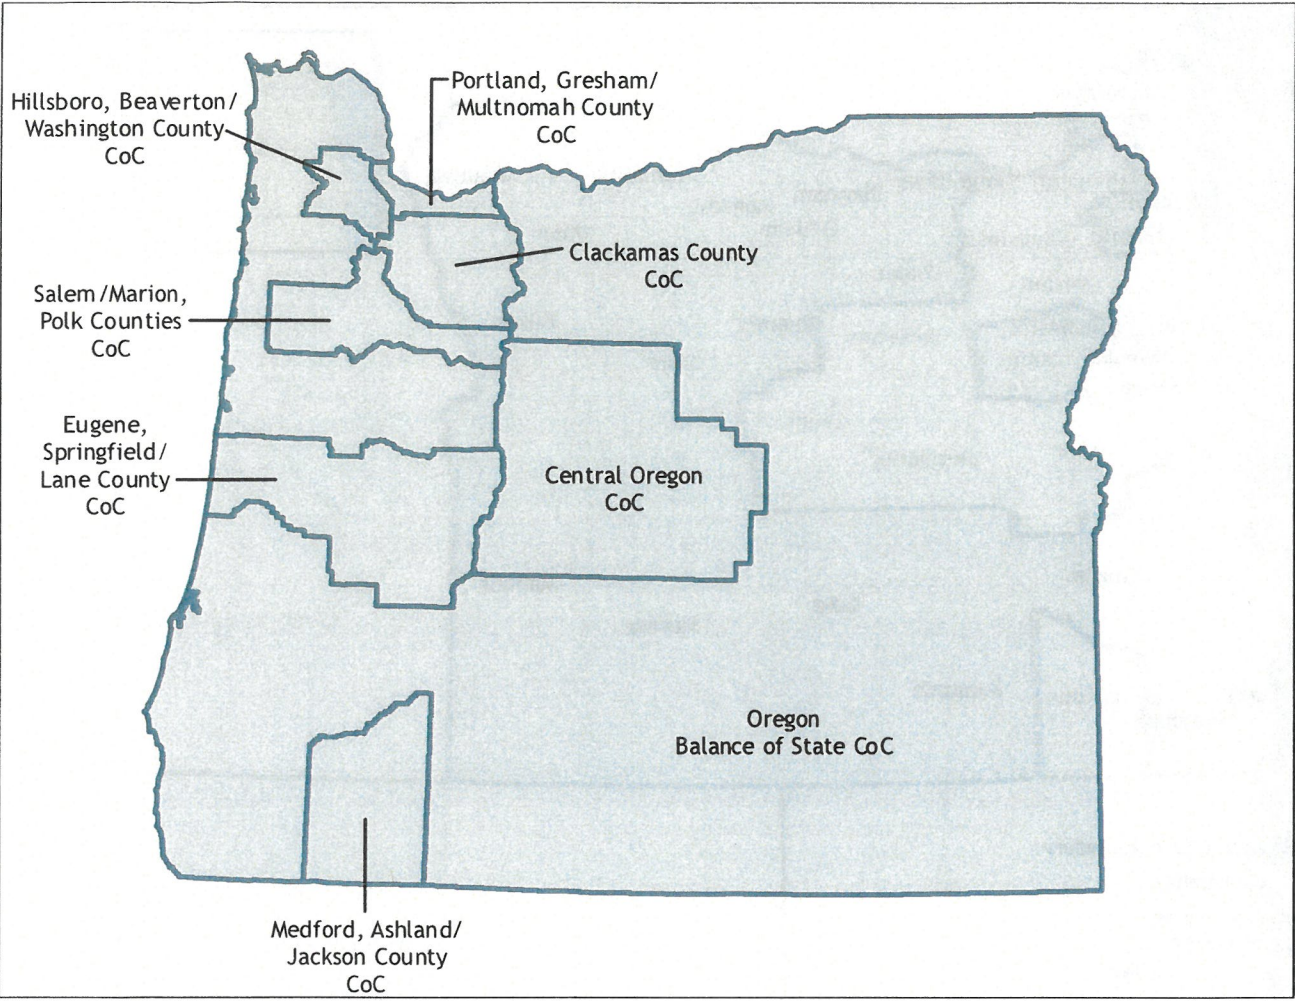 Portland, Gresham/
Multnomah County
CoC
Hillsboro, Beaverton/
Washington County
CoC
Clackamas County
CoC
Salem/Marion,
Polk Counties
CoC
Eugene,
Springfield/
Lane County
CoC
Central Oregon
CoC
Oregon
Balance of State CoC
Medford, Ashland/
Jackson County
CoC